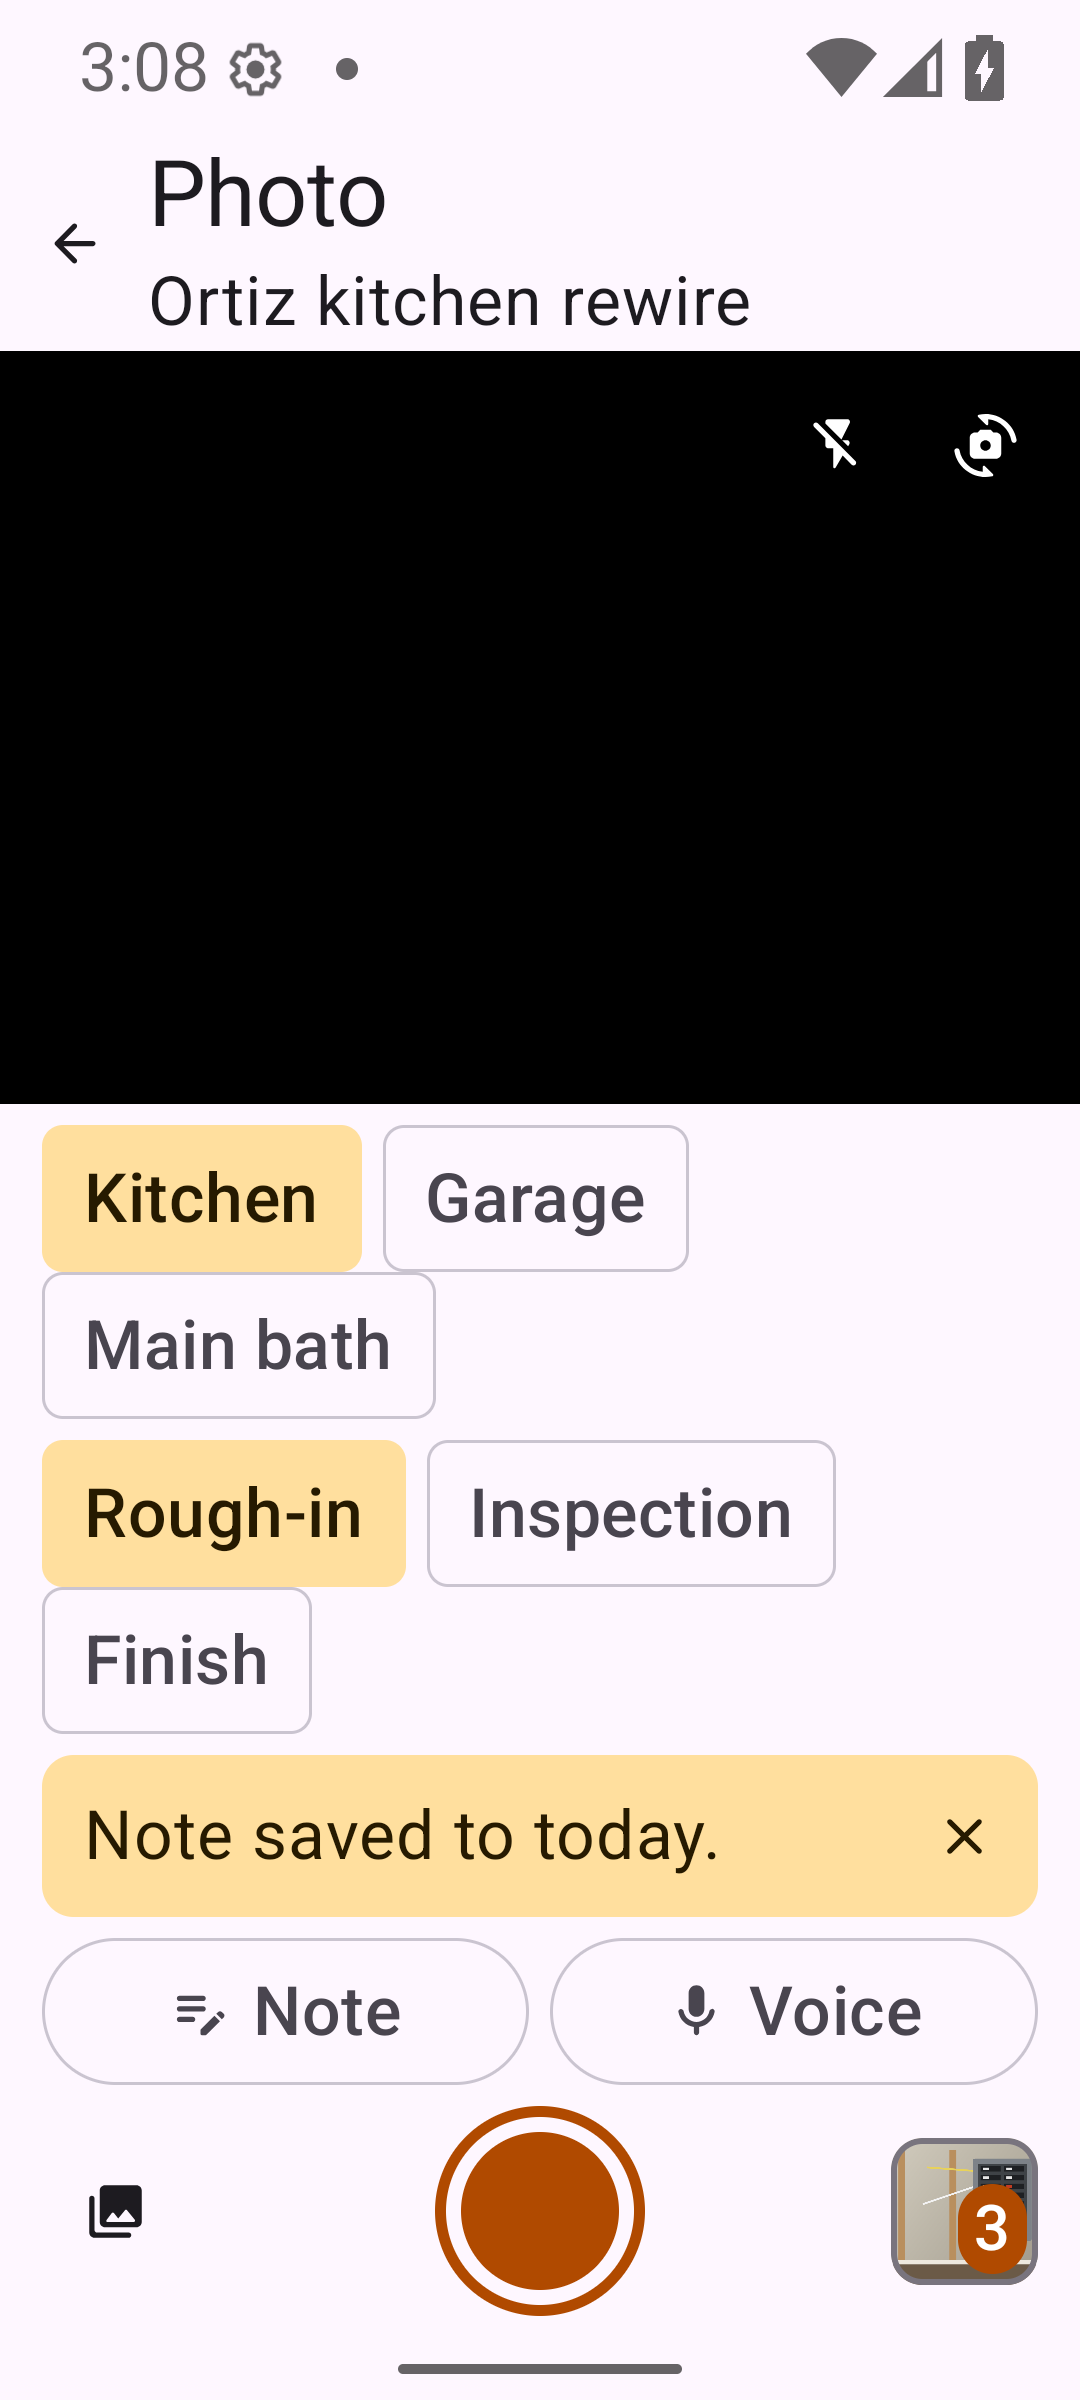 3:08
Photo
Ortiz kitchen rewire
Kitchen
Garage
Main bath
Rough-in
Inspection
Finish
Note saved to today.
Note
Voice
3